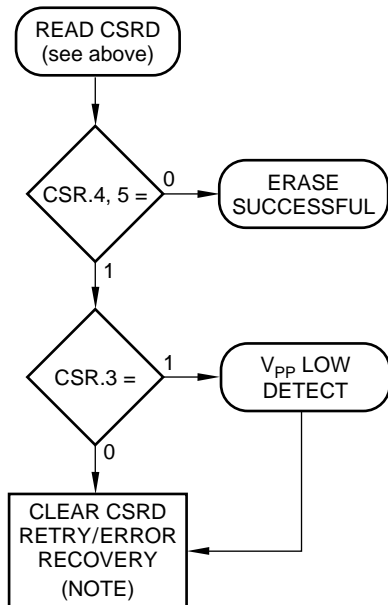 READ CSRD
(see above)
CSR.4, 5 =
0
ERASE
SUCCESSFUL
1
CSR.3 =
1
VPP LOW
DETECT
0
CLEAR CSRD
RETRY/ERROR
RECOVERY
(NOTE)